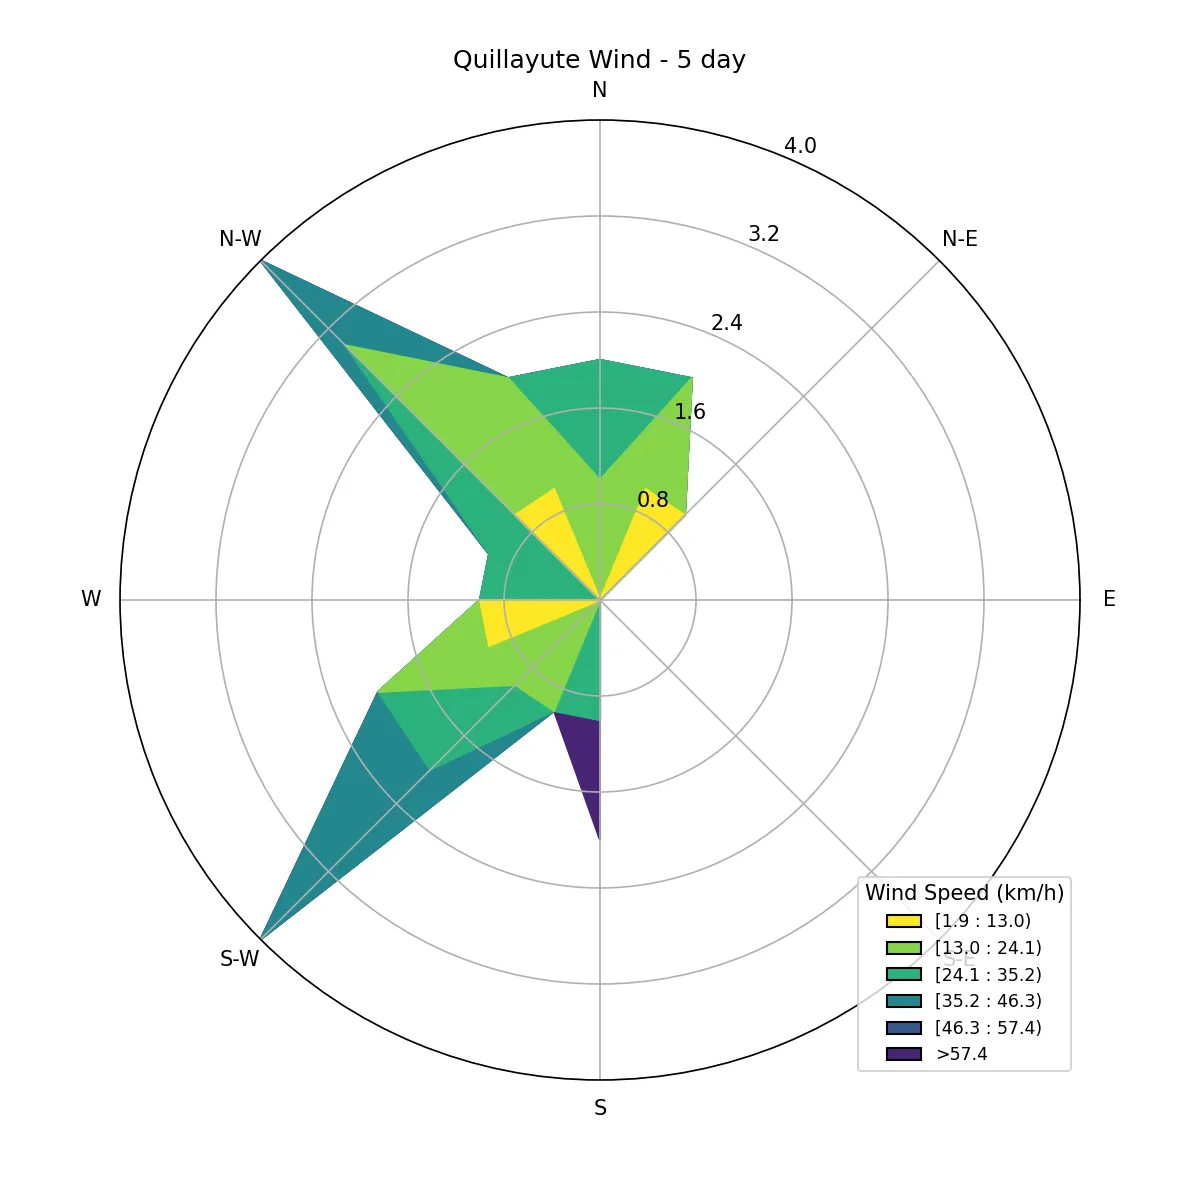 Quillayute Wind - 5 day
N
4.0
N-W
3.2
N-E
2.4
1.6
0.8
W
E
S-W
S-E
S
Wind Speed (km/h)
[1.9 : 13.0)
[13.0 : 24.1)
[24.1 : 35.2)
[35.2 : 46.3)
[46.3 : 57.4)
>57.4